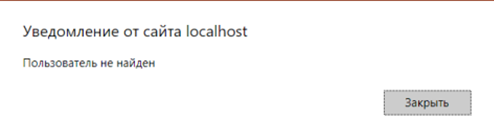 Уведомление от сайта localhost
Пользователь не найден
Закрыть